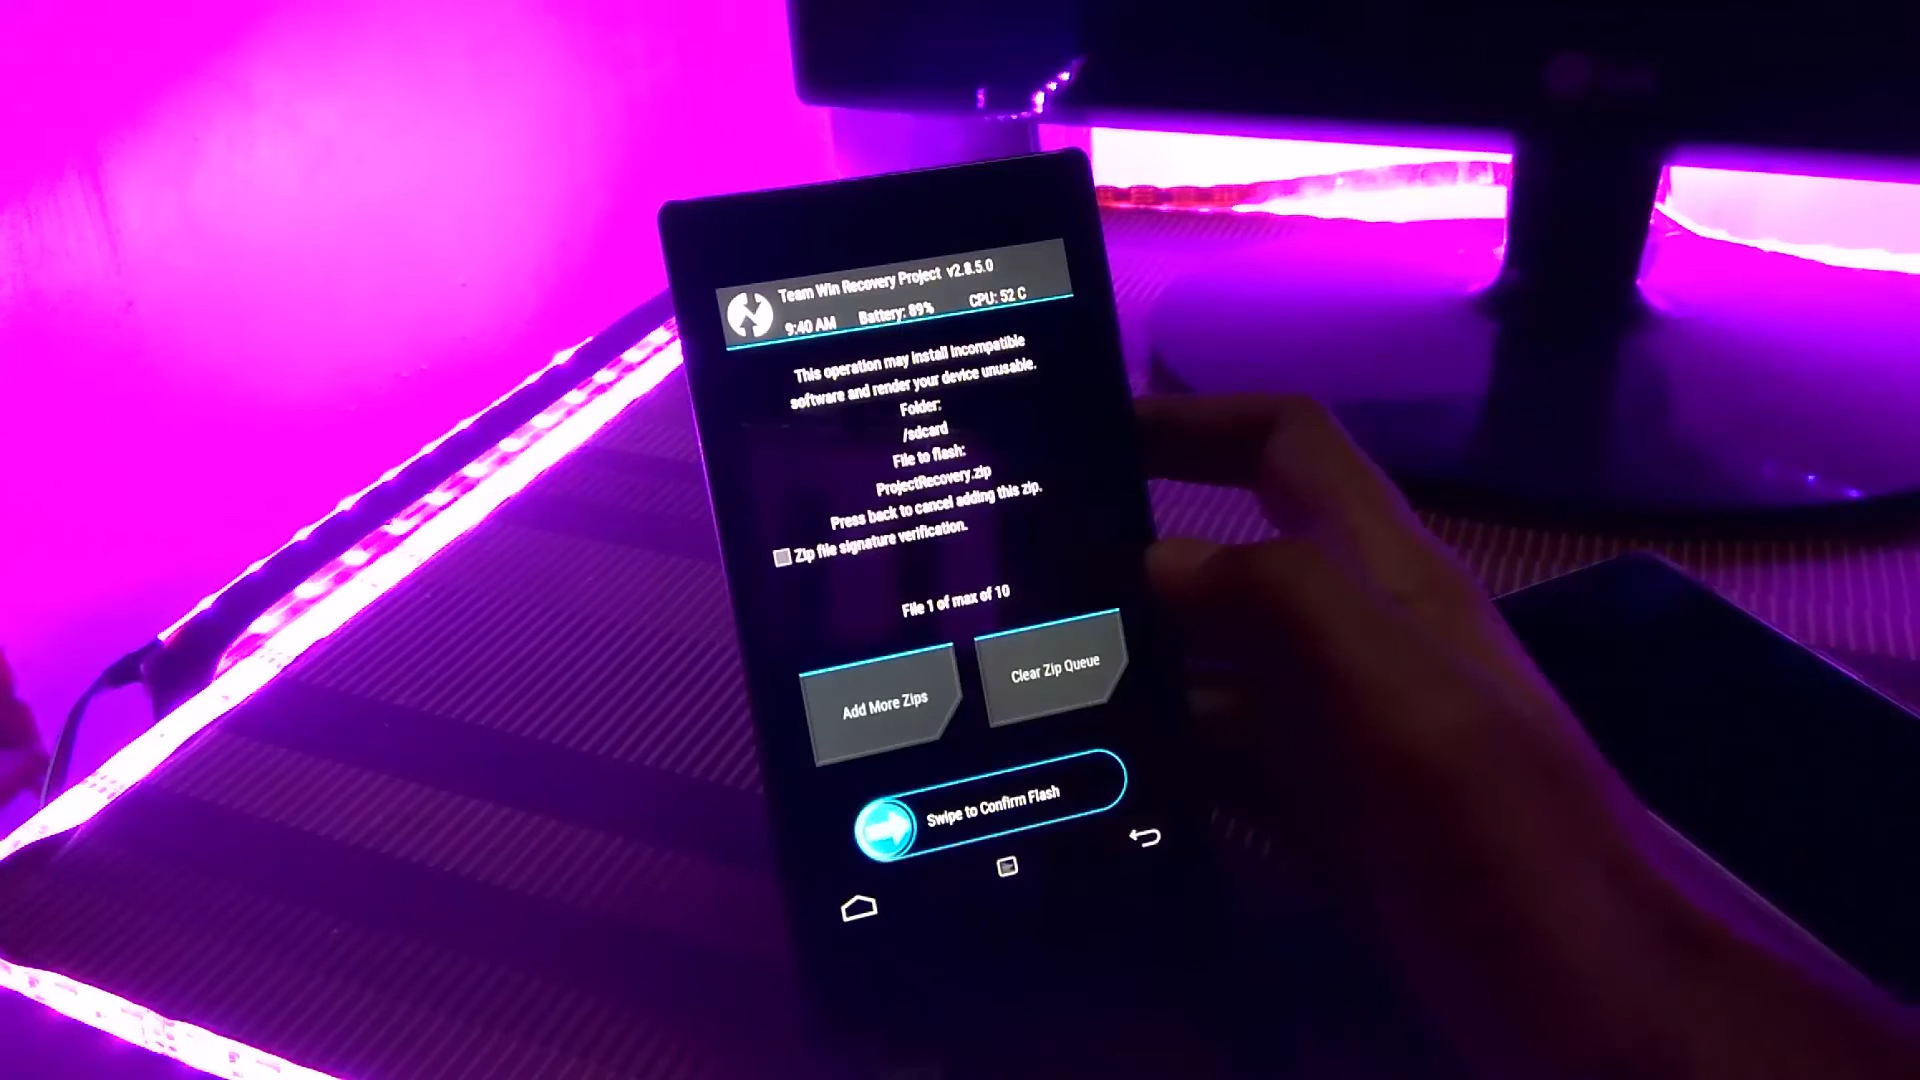 Team Win Recovery Project v2.8.5.0
9:40 AM Battery: 89% CPU: 52 C
This operation may install incompatible
software and render your device unusable.
Folder:
/sdcard
File to flash:
ProjectRecovery.zip
Press back to cancel adding this zip.
Zip file signature verification.
File 1 of max of 10
Add More Zips
Clear Zip Queue
Swipe to Confirm Flash